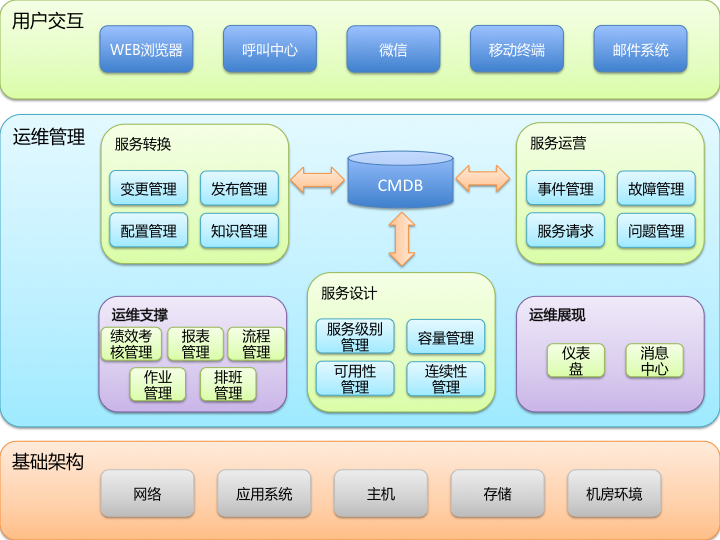 用户交互
WEB浏览器
呼叫中心
微信
移动终端
邮件系统
运维管理
服务转换
变更管理
发布管理
配置管理
知识管理
CMDB
服务运营
事件管理
故障管理
服务请求
问题管理
运维支撑
绩效考
核管理
报表
管理
流程
管理
作业
管理
排班
管理
服务设计
服务级别
管理
容量管理
可用性
管理
连续性
管理
运维展现
仪表
盘
消息
中心
基础架构
网络
应用系统
主机
存储
机房环境